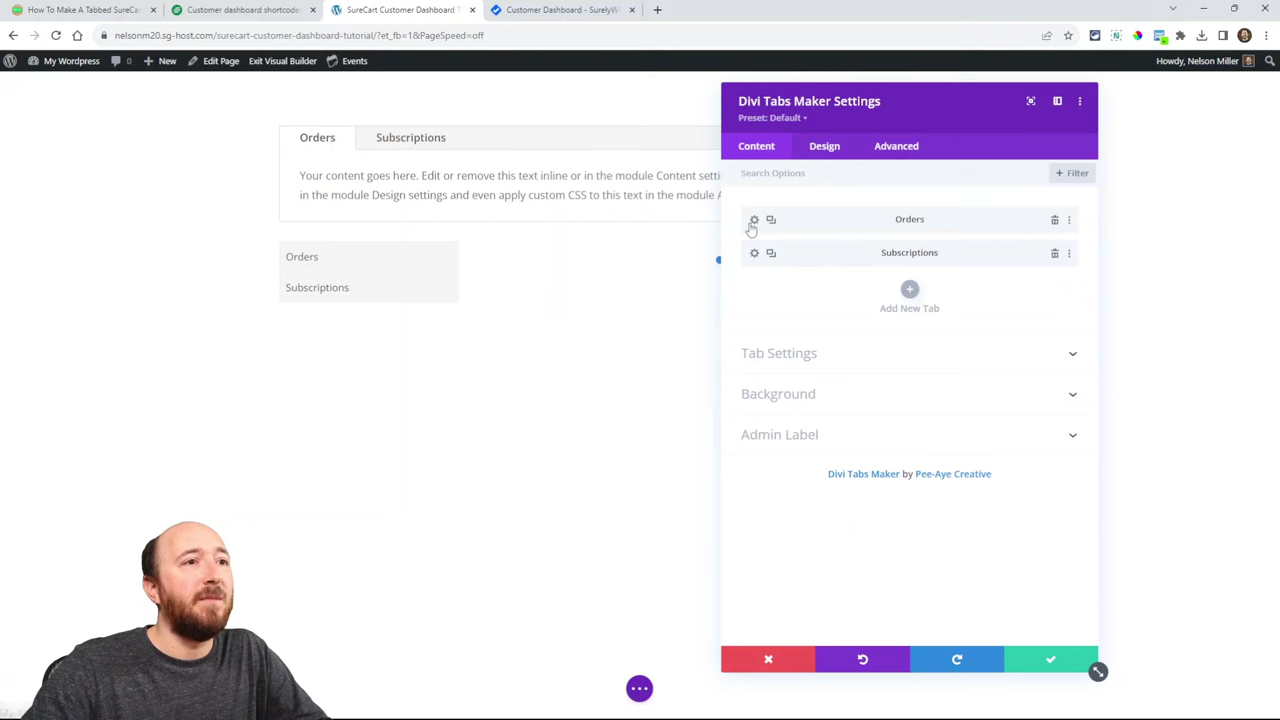 How To Make A Tabbed SureCar
Customer dashboard shortcode
SureCart Customer Dashboard T
Customer Dashboard - SurelyW
nelsonm20.sg-host.com/surecart-customer-dashboard-tutorial/?et_fb=1&PageSpeed=off
My Wordpress
0
New
Edit Page
Exit Visual Builder
Events
Howdy, Nelson Miller
Divi Tabs Maker Settings
Preset: Default
Content
Design
Advanced
Search Options
Filter
Orders
Subscriptions
Your content goes here. Edit or remove this text inline or in the module Content setti
in the module Design settings and even apply custom CSS to this text in the module A
Orders
Subscriptions
Orders
Subscriptions
Add New Tab
Tab Settings
Background
Admin Label
Divi Tabs Maker by Pee-Aye Creative